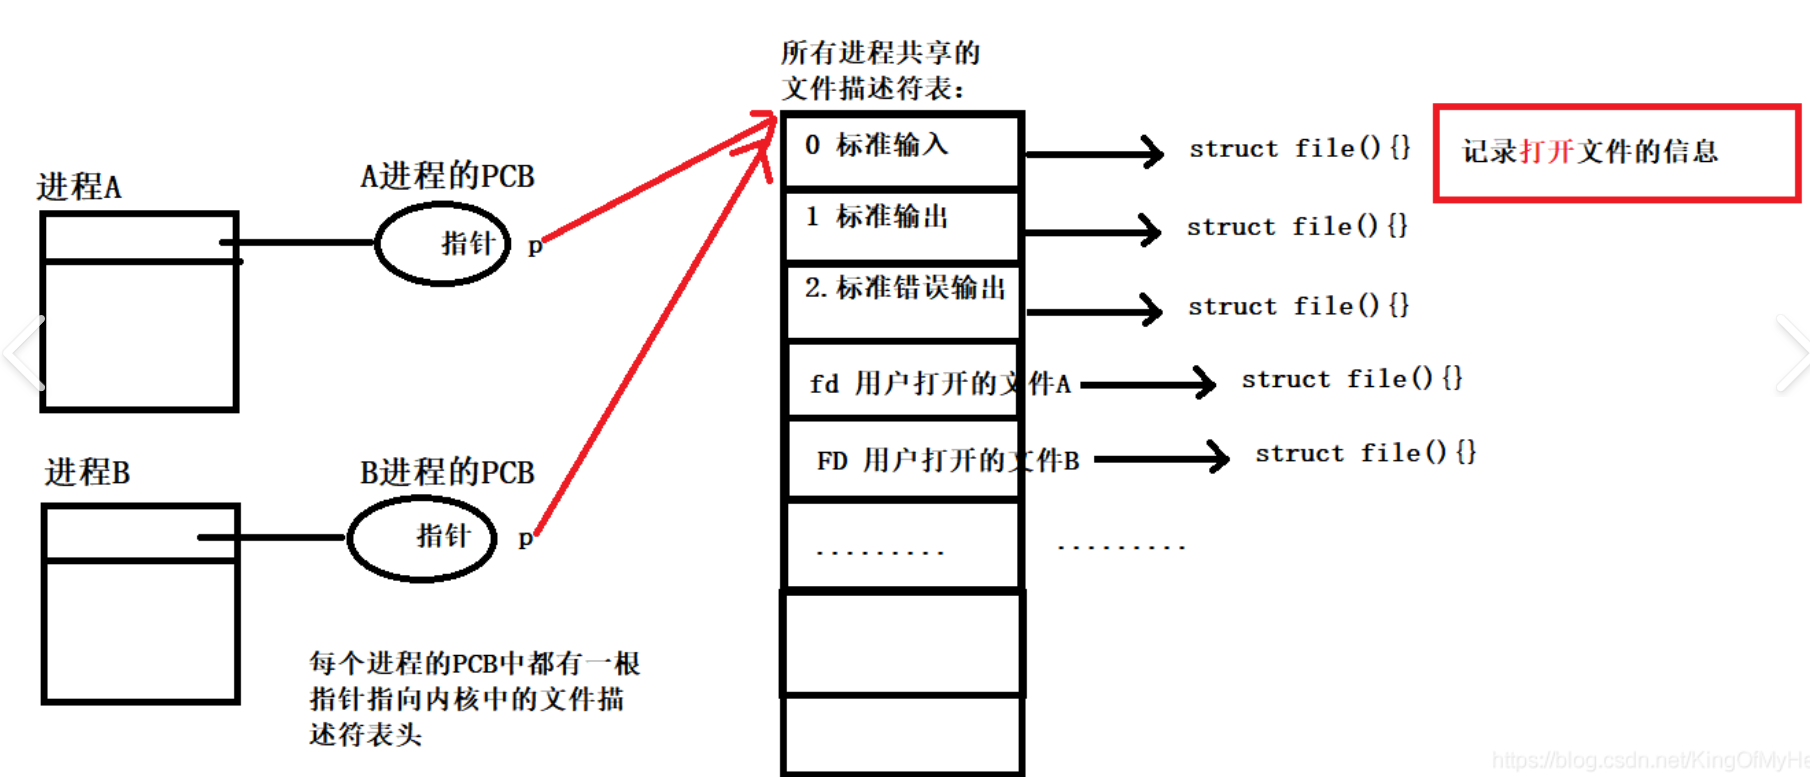 所有进程共享的
文件描述符表：
进程A
A进程的PCB
指针
p
0 标准输入
struct file(){}
记录打开文件的信息
1 标准输出
struct file(){}
2.标准错误输出
struct file(){}
fd 用户打开的文件A
struct file(){}
FD 用户打开的文件B
struct file(){}
进程B
B进程的PCB
指针
p
.........
.........
每个进程的PCB中都有一根
指针指向内核中的文件描
述符表头
https://blog.csdn.net/KingOfMyHe